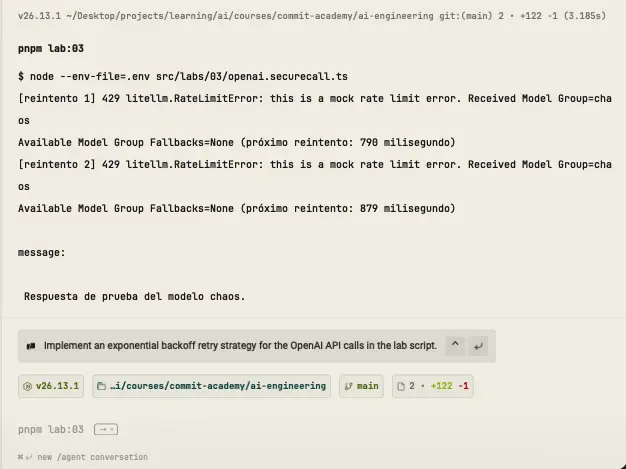 v26.13.1 ~/Desktop/projects/learning/ai/courses/commit-academy/ai-engineering git:(main) 2 • +122 -1 (3.185s)
pnpm lab:03
$ node --env-file=.env src/labs/03/openai.securecall.ts
[reintento 1] 429 litellm.RateLimitError: this is a mock rate limit error. Received Model Group=cha
os
Available Model Group Fallbacks=None (próximo reintento: 790 milisegundo)
[reintento 2] 429 litellm.RateLimitError: this is a mock rate limit error. Received Model Group=cha
os
Available Model Group Fallbacks=None (próximo reintento: 879 milisegundo)
message:
Respuesta de prueba del modelo chaos.
Implement an exponential backoff retry strategy for the OpenAI API calls in the lab script.
v26.13.1 …i/courses/commit-academy/ai-engineering main 2 • +122 -1
pnpm lab:03
⌘⏎ new /agent conversation